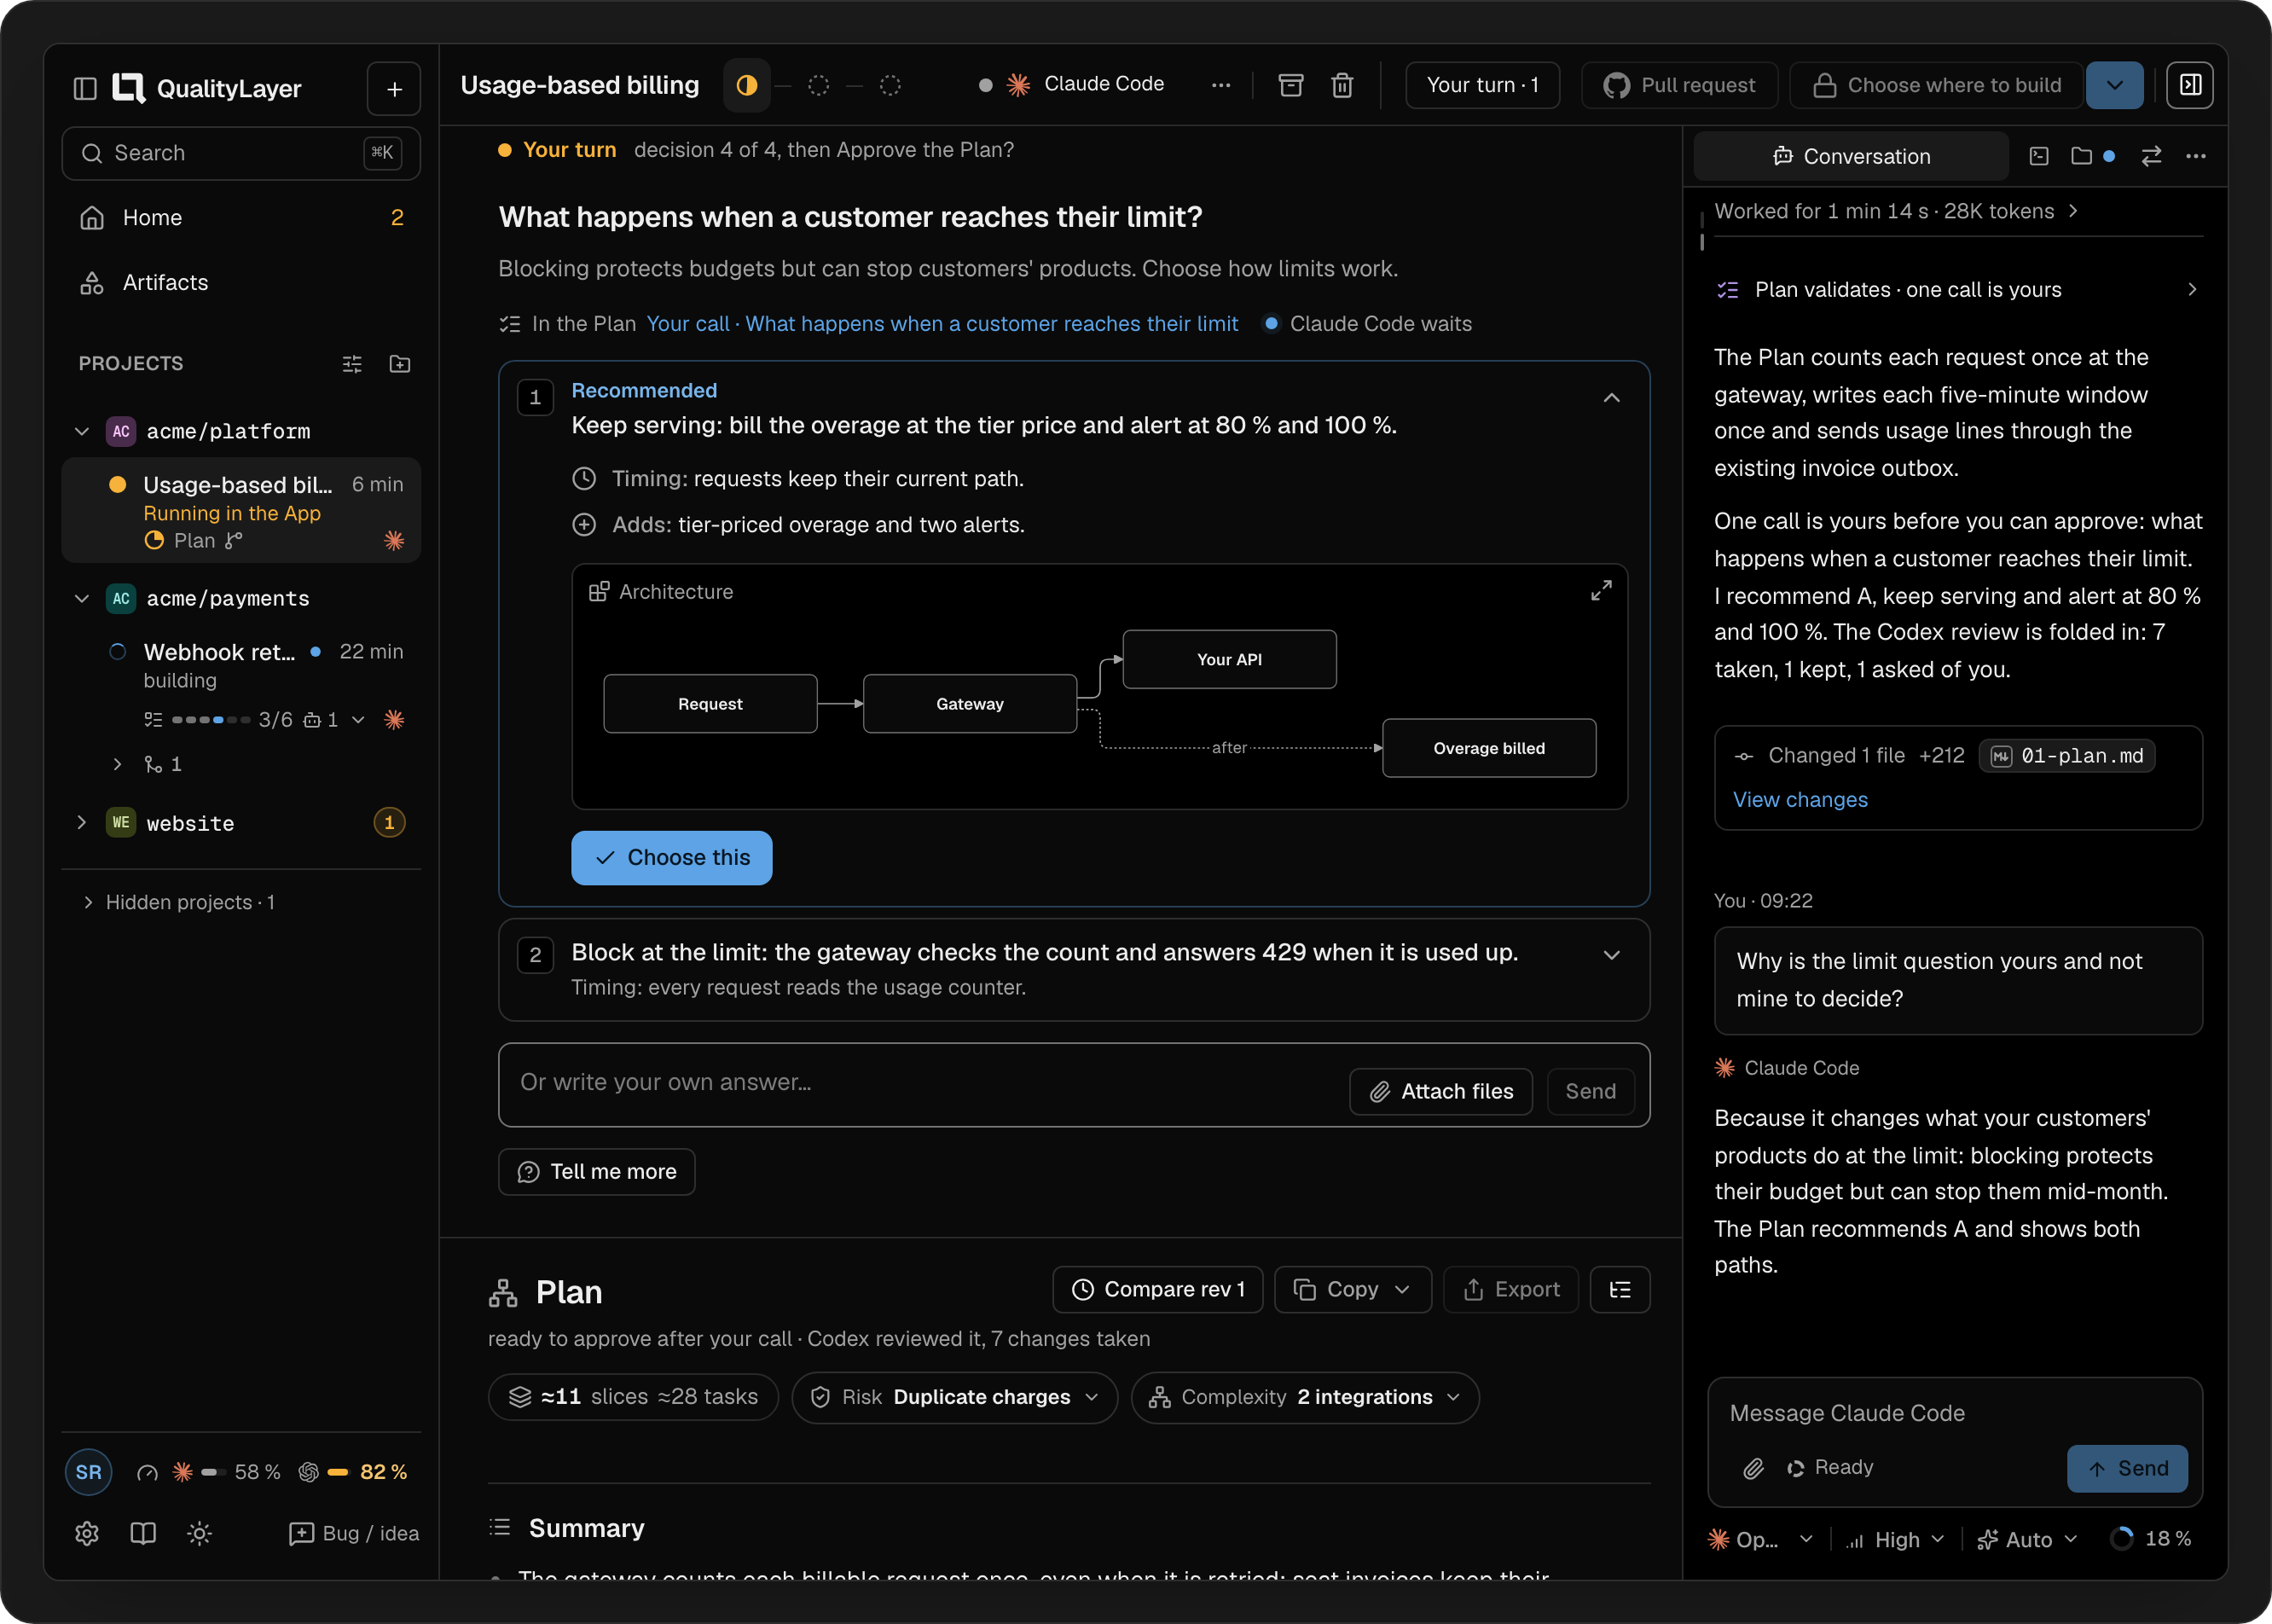 QualityLayer
Search
⌘K
Home
2
Artifacts
PROJECTS
AC acme/platform
Usage-based bil... 6 min
Running in the App
Plan
AC acme/payments
Webhook ret... 22 min
building
3/6 1
1
WE website 1
Hidden projects · 1
SR 58 % 82 %
Bug / idea
Usage-based billing
Claude Code
Your turn · 1
Pull request
Choose where to build
Your turn decision 4 of 4, then Approve the Plan?
What happens when a customer reaches their limit?
Blocking protects budgets but can stop customers' products. Choose how limits work.
In the Plan Your call · What happens when a customer reaches their limit Claude Code waits
1
Recommended
Keep serving: bill the overage at the tier price and alert at 80 % and 100 %.
Timing: requests keep their current path.
Adds: tier-priced overage and two alerts.
Architecture
Request
Gateway
Your API
after
Overage billed
Choose this
2
Block at the limit: the gateway checks the count and answers 429 when it is used up.
Timing: every request reads the usage counter.
Or write your own answer...
Attach files
Send
Tell me more
Plan
Compare rev 1
Copy
Export
ready to approve after your call · Codex reviewed it, 7 changes taken
≈11 slices ≈28 tasks
Risk Duplicate charges
Complexity 2 integrations
Summary
The gateway counts each billable request once, even when it is retried; seat invoices keep their
Conversation
Worked for 1 min 14 s · 28K tokens
Plan validates · one call is yours
The Plan counts each request once at the
gateway, writes each five-minute window
once and sends usage lines through the
existing invoice outbox.
One call is yours before you can approve: what
happens when a customer reaches their limit.
I recommend A, keep serving and alert at 80 %
and 100 %. The Codex review is folded in: 7
taken, 1 kept, 1 asked of you.
Changed 1 file +212 01-plan.md
View changes
You · 09:22
Why is the limit question yours and not
mine to decide?
Claude Code
Because it changes what your customers'
products do at the limit: blocking protects
their budget but can stop them mid-month.
The Plan recommends A and shows both
paths.
Message Claude Code
Ready
Send
Op... High Auto 18 %